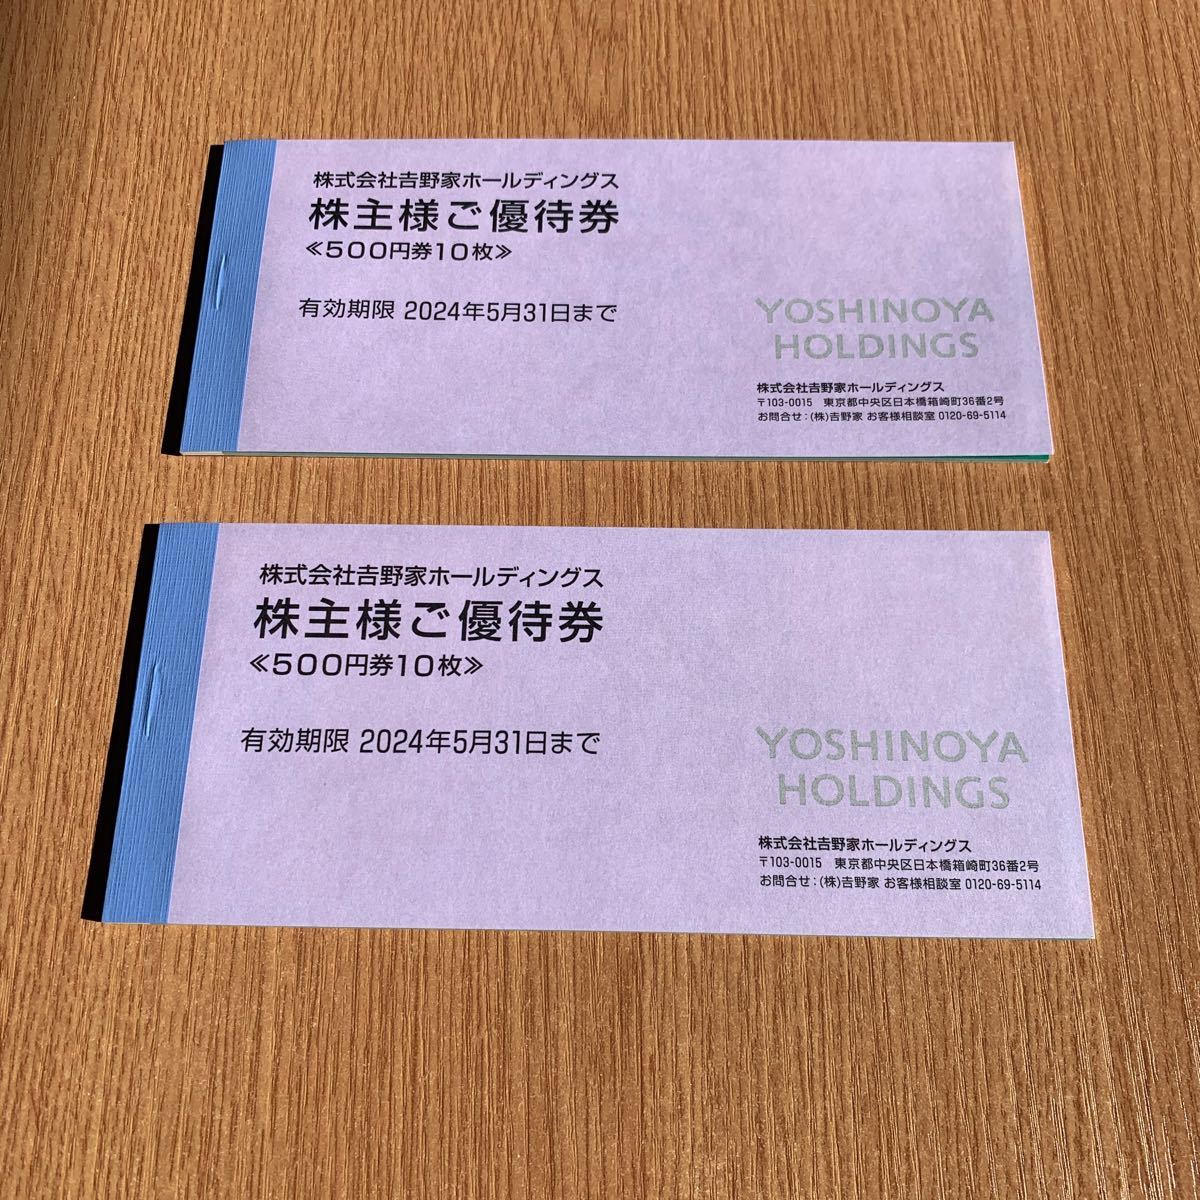 株式会社𠮷野家ホールディングス
株主様ご優待券
≪500円券10枚≫
有効期限 2024年5月31日まで
YOSHINOYA
HOLDINGS
株式会社𠮷野家ホールディングス
〒103-0015 東京都中央区日本橋箱崎町36番2号
お問合せ：(株)𠮷野家 お客様相談室 0120-69-5114
株式会社𠮷野家ホールディングス
株主様ご優待券
≪500円券10枚≫
有効期限 2024年5月31日まで
YOSHINOYA
HOLDINGS
株式会社𠮷野家ホールディングス
〒103-0015 東京都中央区日本橋箱崎町36番2号
お問合せ：(株)𠮷野家 お客様相談室 0120-69-5114